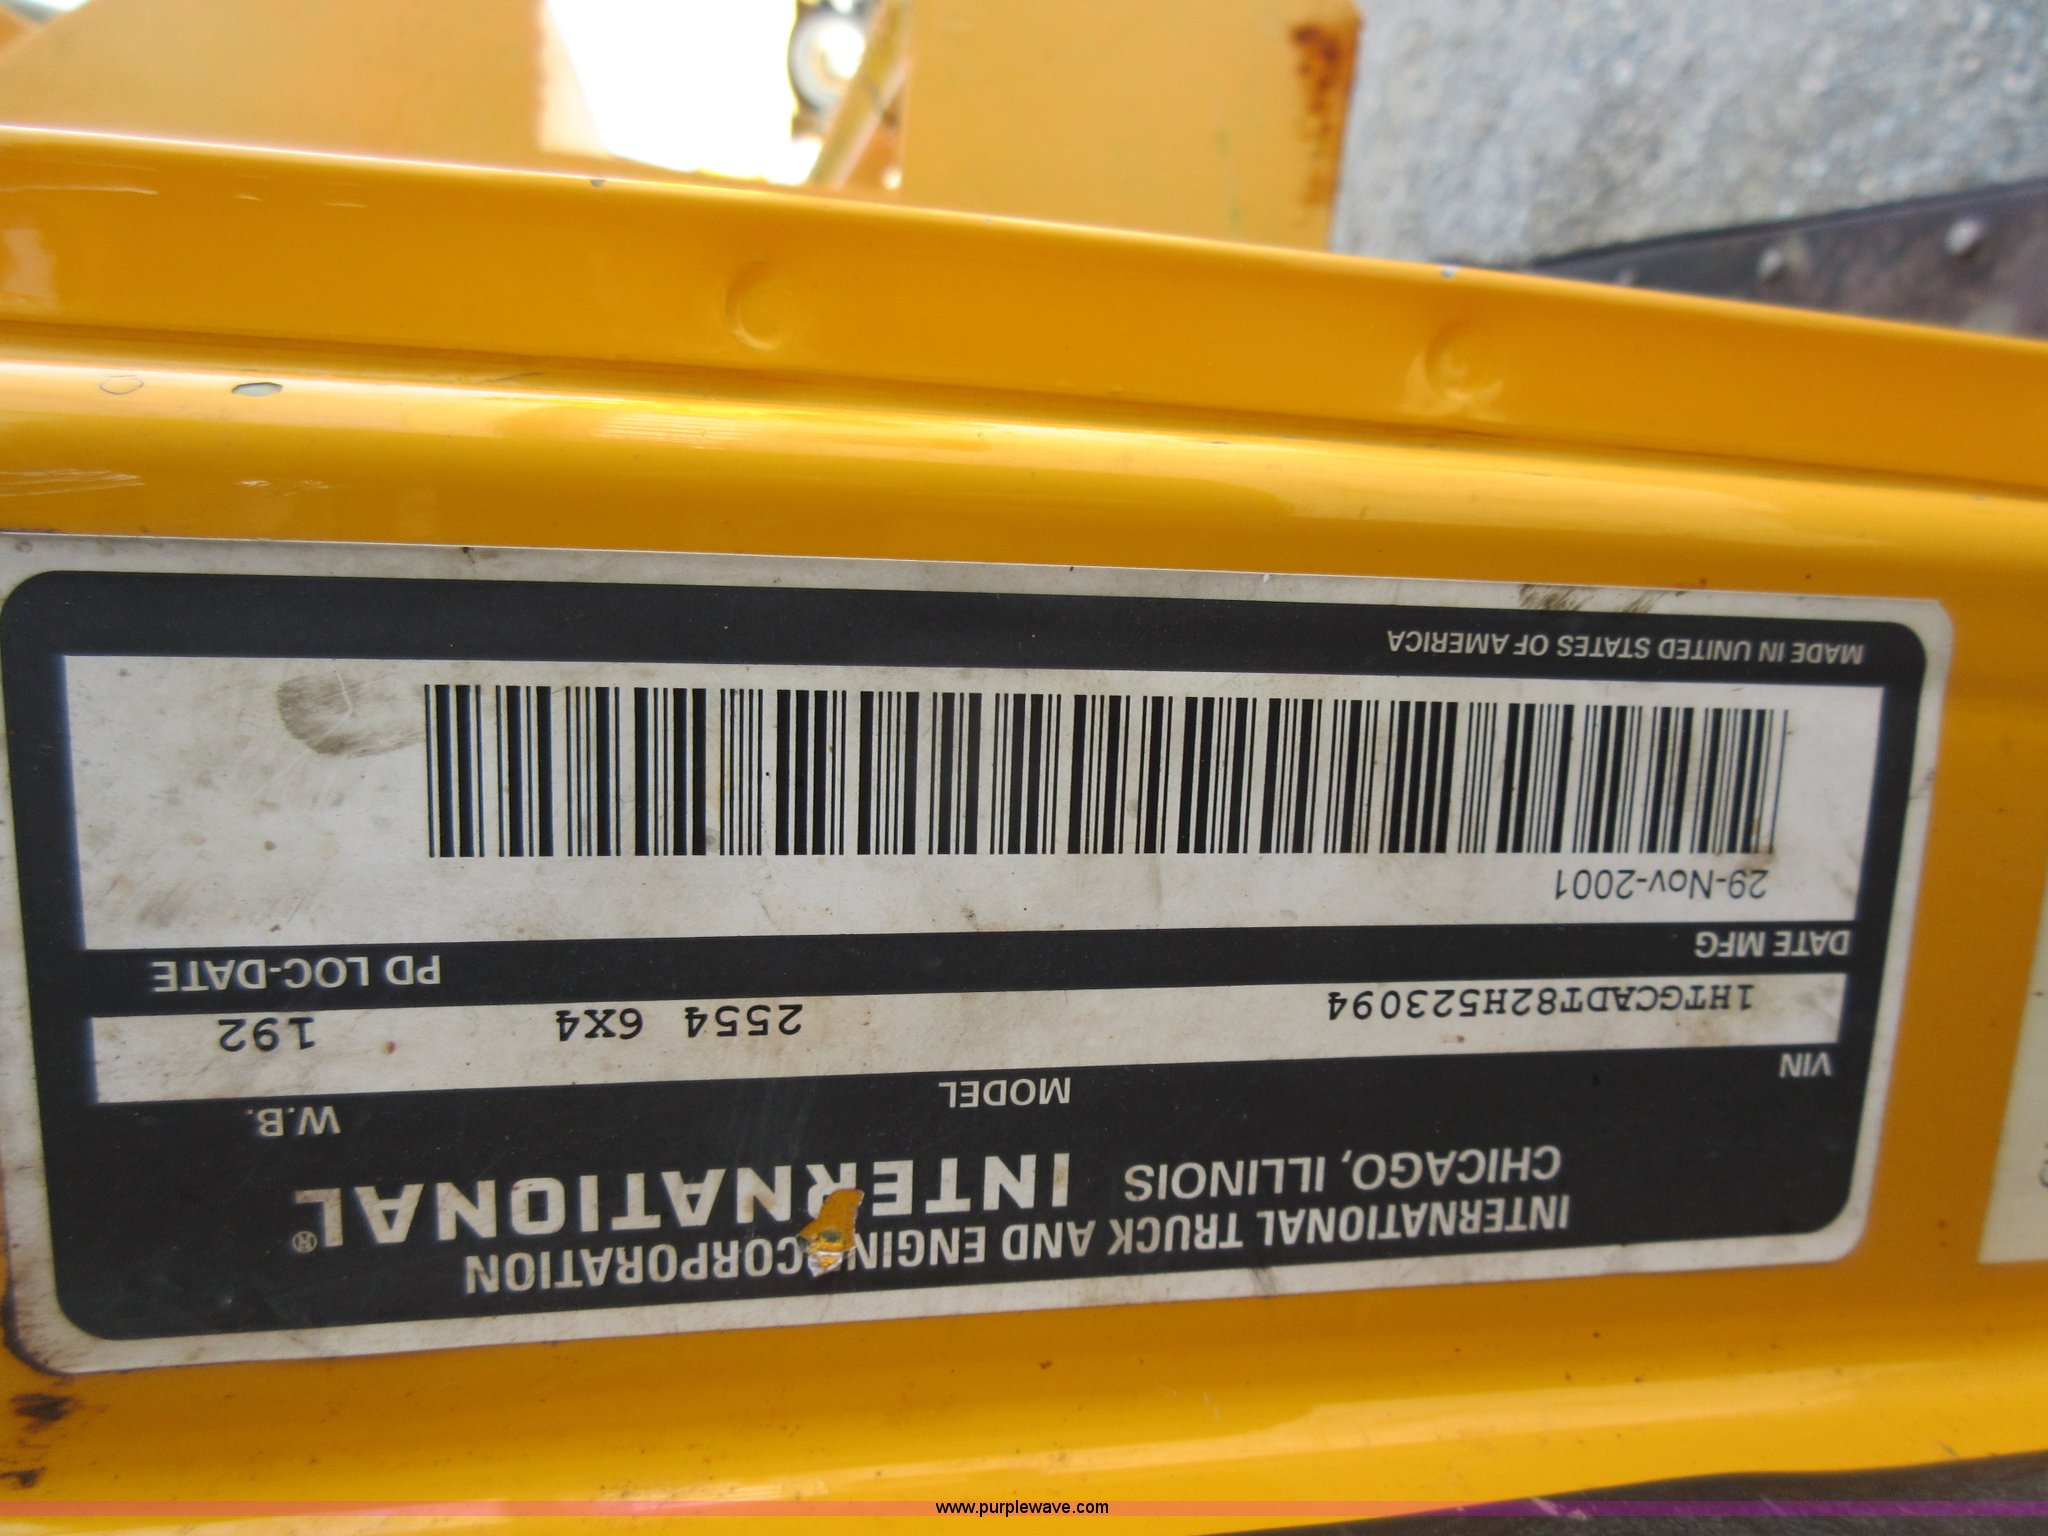 INTERNATIONAL TRUCK AND ENGIN CORPORATION
CHICAGO, ILLINOIS INTERNATIONAL®
VIN MODEL W.B.
1HTGCADT82H523094 2554 6X4 192
DATE MFG PD LOC-DATE
29-Nov-2001
MADE IN UNITED STATES OF AMERICA
www.purplewave.com